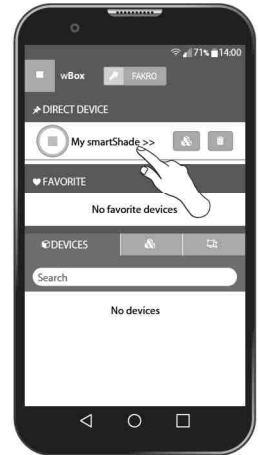 71% 14:00
wBox FAKRO
DIRECT DEVICE
My smartShade >>
FAVORITE
No favorite devices
DEVICES
Search
No devices